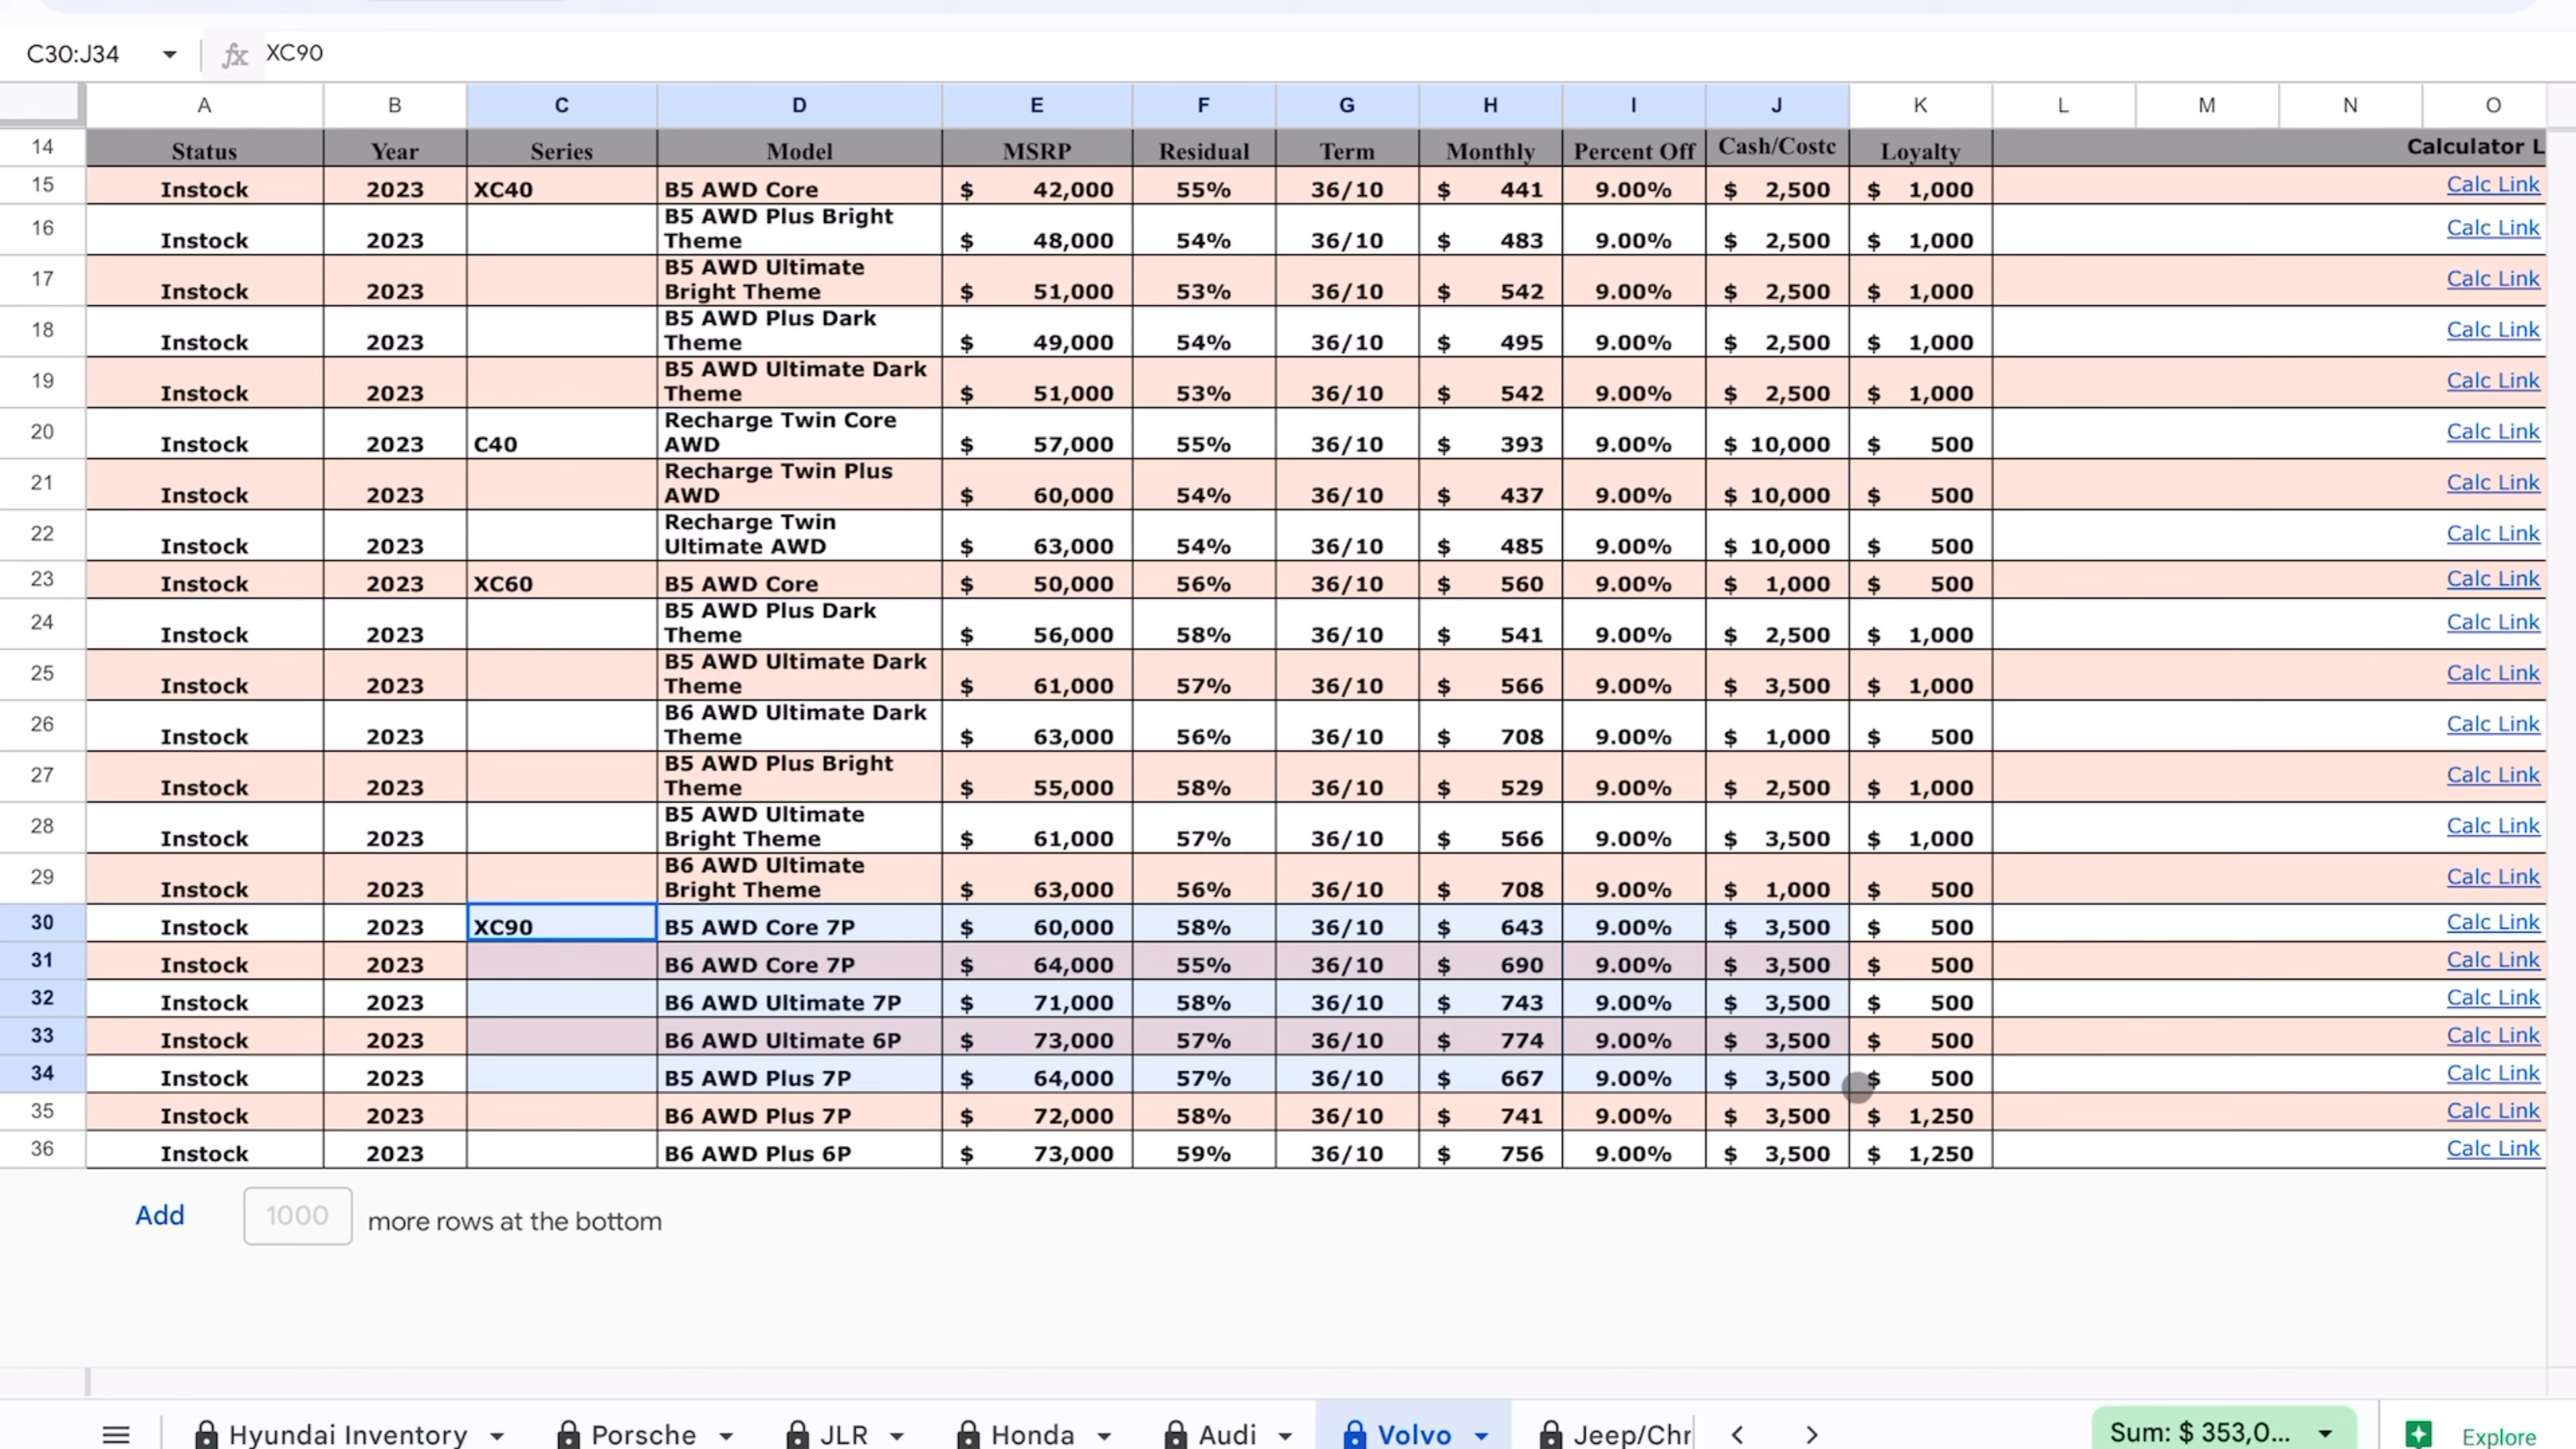 C30:J34 fx XC90
A B C D E F G H I J K L M N O
14 Status Year Series Model MSRP Residual Term Monthly Percent Off Cash/Costc Loyalty Calculator L
15 Instock 2023 XC40 B5 AWD Core $ 42,000 55% 36/10 $ 441 9.00% $ 2,500 $ 1,000 Calc Link
16 Instock 2023 B5 AWD Plus Bright
Theme $ 48,000 54% 36/10 $ 483 9.00% $ 2,500 $ 1,000 Calc Link
17 Instock 2023 B5 AWD Ultimate
Bright Theme $ 51,000 53% 36/10 $ 542 9.00% $ 2,500 $ 1,000 Calc Link
18 Instock 2023 B5 AWD Plus Dark
Theme $ 49,000 54% 36/10 $ 495 9.00% $ 2,500 $ 1,000 Calc Link
19 Instock 2023 B5 AWD Ultimate Dark
Theme $ 51,000 53% 36/10 $ 542 9.00% $ 2,500 $ 1,000 Calc Link
20 Instock 2023 C40 Recharge Twin Core
AWD $ 57,000 55% 36/10 $ 393 9.00% $ 10,000 $ 500 Calc Link
21 Instock 2023 Recharge Twin Plus
AWD $ 60,000 54% 36/10 $ 437 9.00% $ 10,000 $ 500 Calc Link
22 Instock 2023 Recharge Twin
Ultimate AWD $ 63,000 54% 36/10 $ 485 9.00% $ 10,000 $ 500 Calc Link
23 Instock 2023 XC60 B5 AWD Core $ 50,000 56% 36/10 $ 560 9.00% $ 1,000 $ 500 Calc Link
24 Instock 2023 B5 AWD Plus Dark
Theme $ 56,000 58% 36/10 $ 541 9.00% $ 2,500 $ 1,000 Calc Link
25 Instock 2023 B5 AWD Ultimate Dark
Theme $ 61,000 57% 36/10 $ 566 9.00% $ 3,500 $ 1,000 Calc Link
26 Instock 2023 B6 AWD Ultimate Dark
Theme $ 63,000 56% 36/10 $ 708 9.00% $ 1,000 $ 500 Calc Link
27 Instock 2023 B5 AWD Plus Bright
Theme $ 55,000 58% 36/10 $ 529 9.00% $ 2,500 $ 1,000 Calc Link
28 Instock 2023 B5 AWD Ultimate
Bright Theme $ 61,000 57% 36/10 $ 566 9.00% $ 3,500 $ 1,000 Calc Link
29 Instock 2023 B6 AWD Ultimate
Bright Theme $ 63,000 56% 36/10 $ 708 9.00% $ 1,000 $ 500 Calc Link
30 Instock 2023 XC90 B5 AWD Core 7P $ 60,000 58% 36/10 $ 643 9.00% $ 3,500 $ 500 Calc Link
31 Instock 2023 B6 AWD Core 7P $ 64,000 55% 36/10 $ 690 9.00% $ 3,500 $ 500 Calc Link
32 Instock 2023 B6 AWD Ultimate 7P $ 71,000 58% 36/10 $ 743 9.00% $ 3,500 $ 500 Calc Link
33 Instock 2023 B6 AWD Ultimate 6P $ 73,000 57% 36/10 $ 774 9.00% $ 3,500 $ 500 Calc Link
34 Instock 2023 B5 AWD Plus 7P $ 64,000 57% 36/10 $ 667 9.00% $ 3,500 $ 500 Calc Link
35 Instock 2023 B6 AWD Plus 7P $ 72,000 58% 36/10 $ 741 9.00% $ 3,500 $ 1,250 Calc Link
36 Instock 2023 B6 AWD Plus 6P $ 73,000 59% 36/10 $ 756 9.00% $ 3,500 $ 1,250 Calc Link
Add 1000 more rows at the bottom
Hyundai Inventory Porsche JLR Honda Audi Volvo Jeep/Chr Sum: $ 353,0... Explore